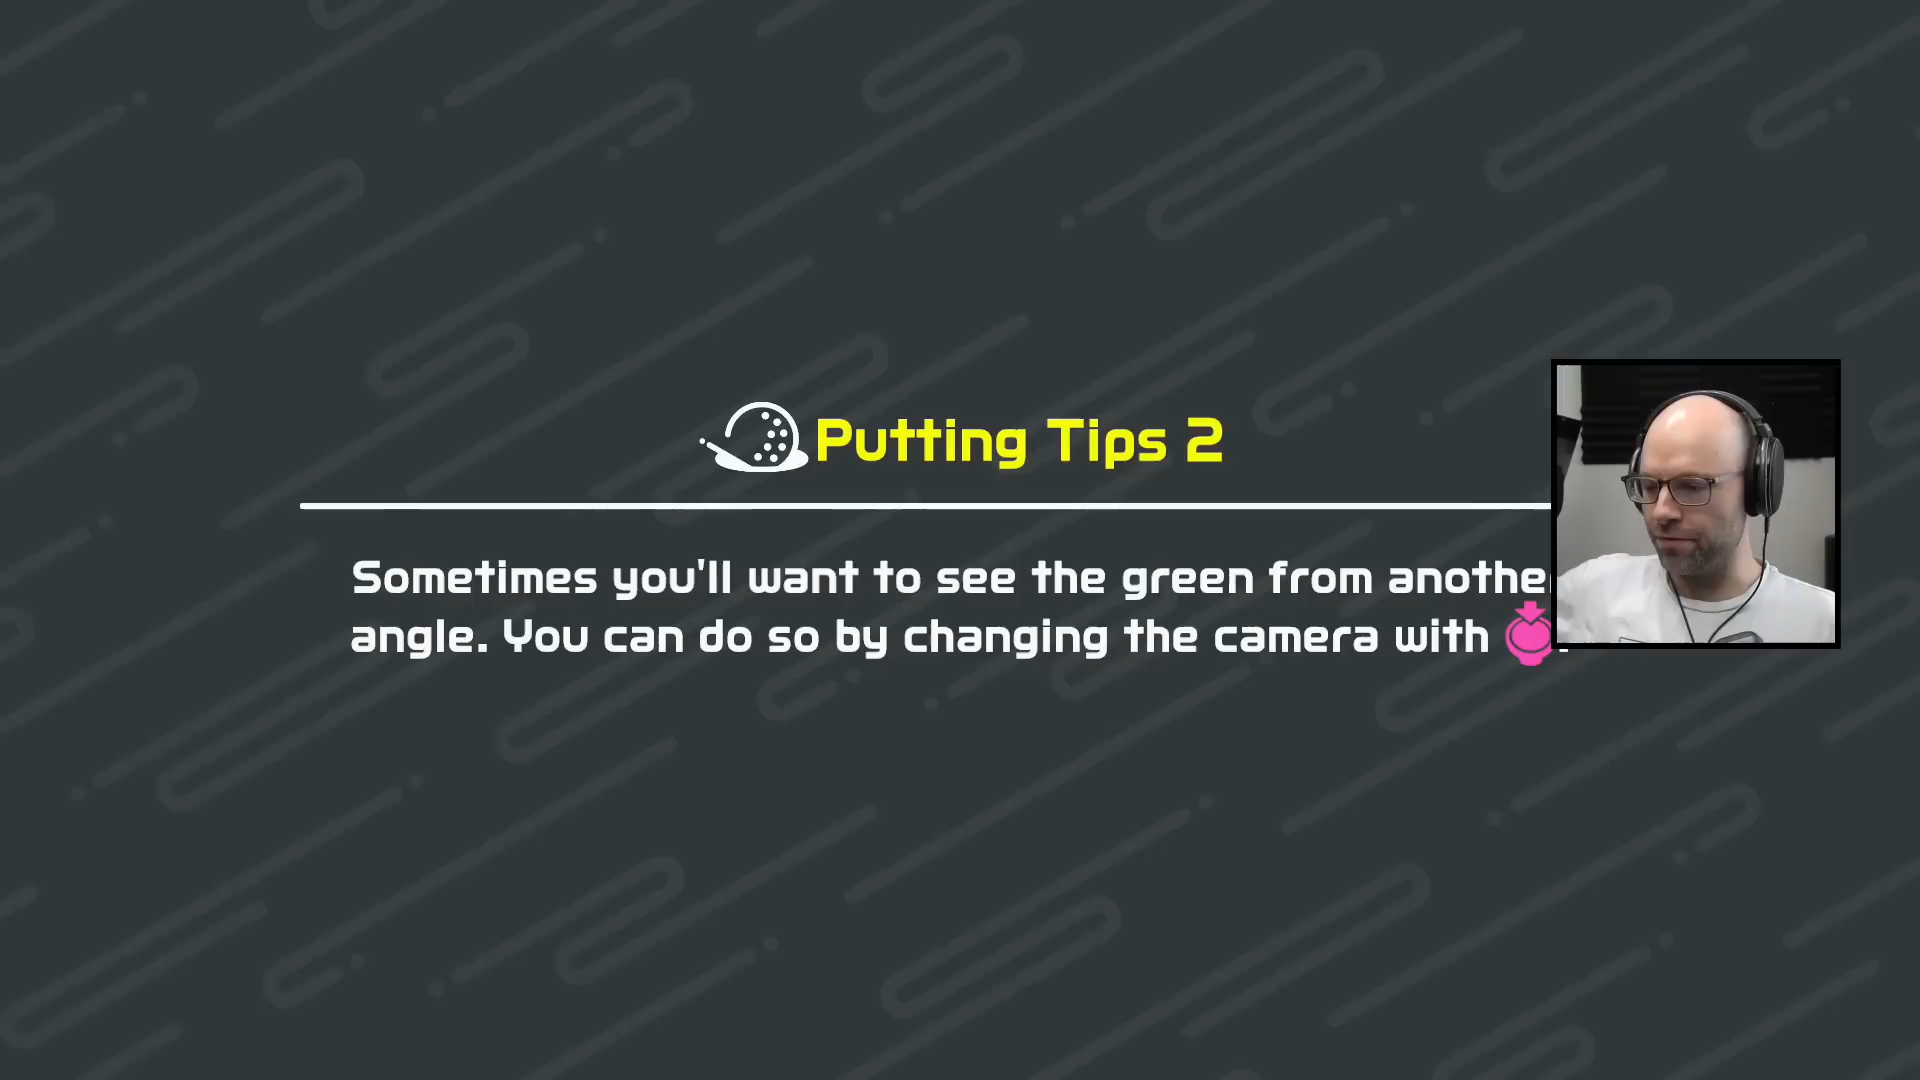 Putting Tips 2
Sometimes you'll want to see the green from another
angle. You can do so by changing the camera with